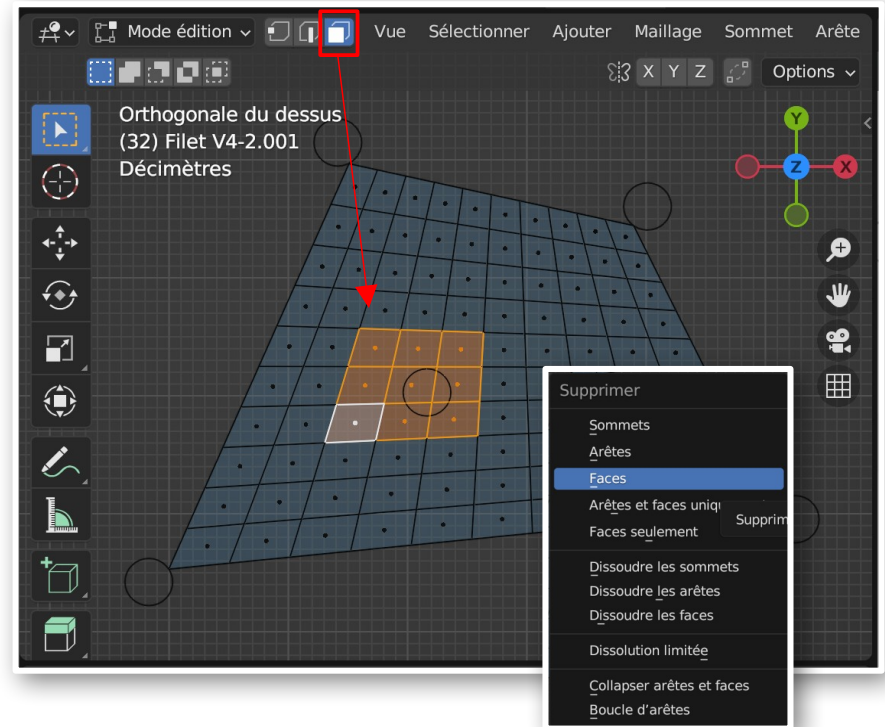 Mode édition Vue Sélectionner Ajouter Maillage Sommet Arête
X Y Z Options
Orthogonale du dessus
(32) Filet V4-2.001
Décimètres
Y
Z X
Supprimer
Sommets
Arêtes
Faces
Arêtes et faces uniq
Supprim
Faces seulement
Dissoudre les sommets
Dissoudre les arêtes
Dissoudre les faces
Dissolution limitée
Collapser arêtes et faces
Boucle d'arêtes